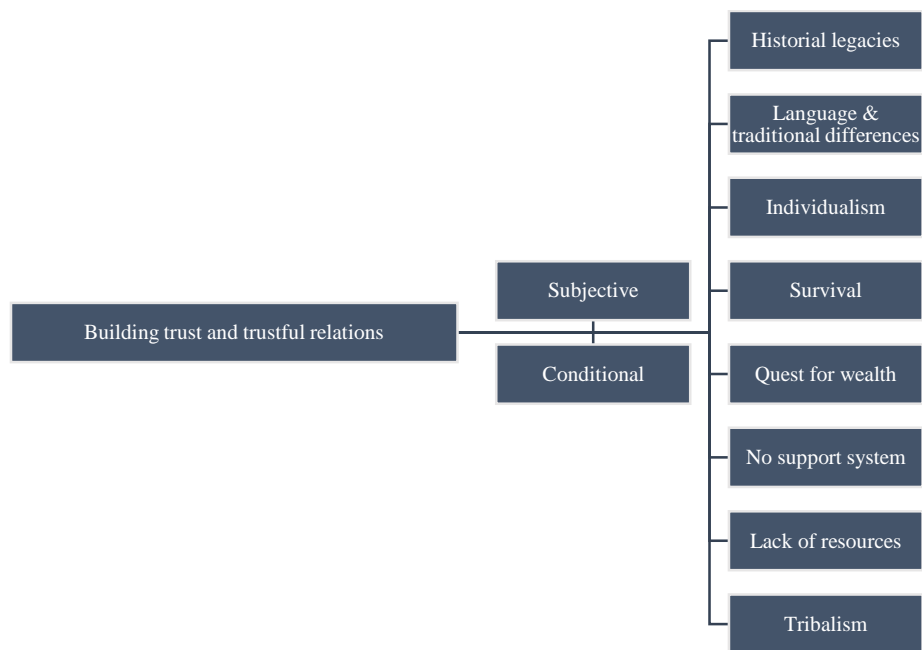 Building trust and trustful relations
Subjective
Conditional
Historial legacies
Language &
traditional differences
Individualism
Survival
Quest for wealth
No support system
Lack of resources
Tribalism